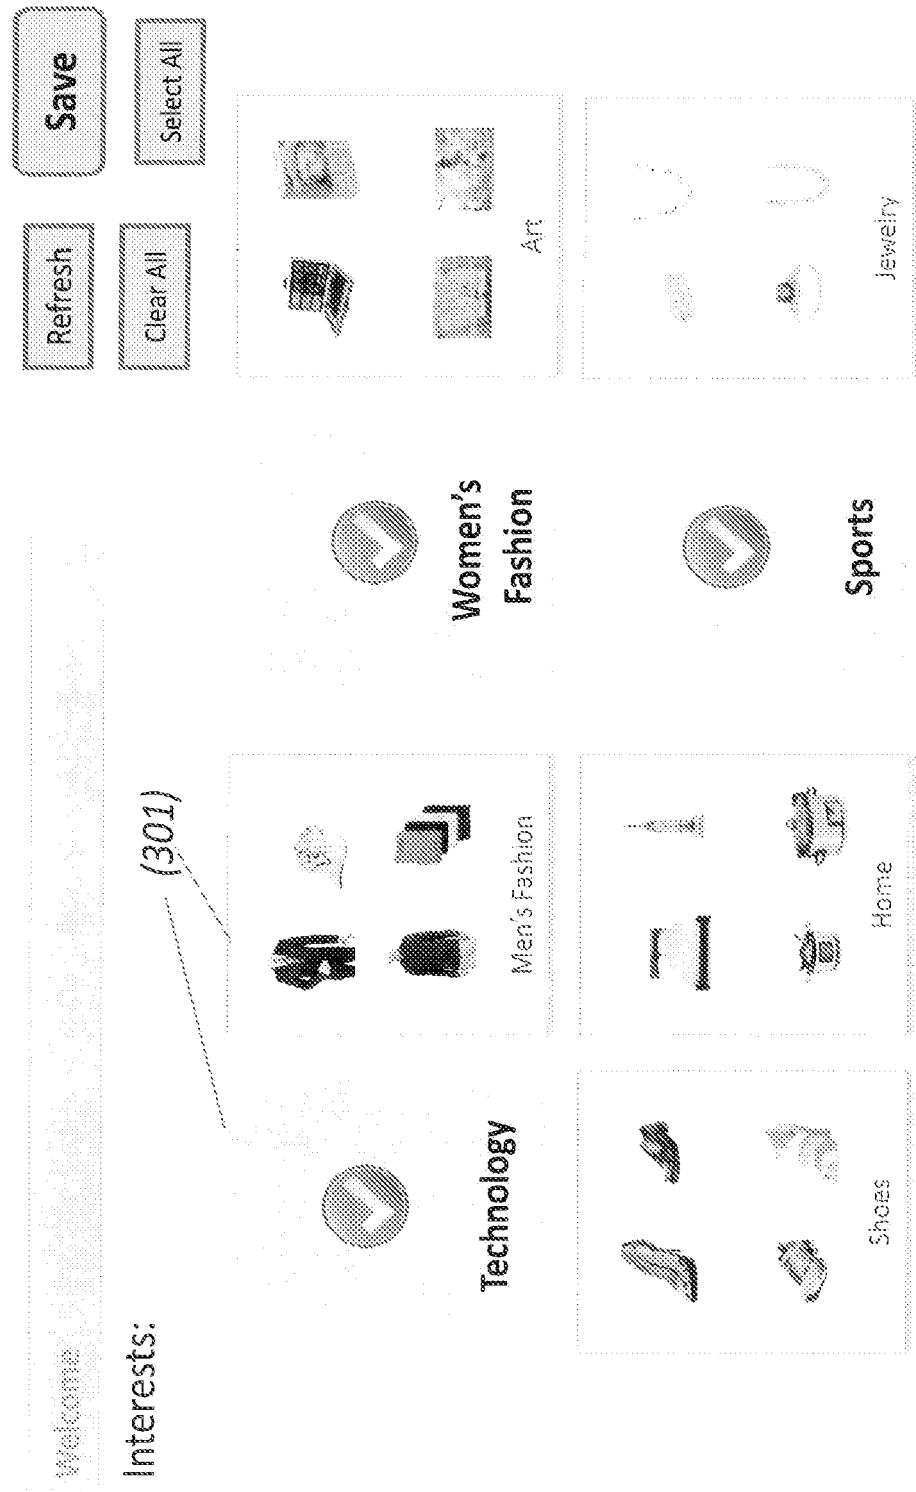 Welcome
Refresh
Save
Interests:
(301)
Clear All
Select All
Technology
Men's Fashion
Women's
Fashion
Art
Shoes
Home
Sports
Jewelry